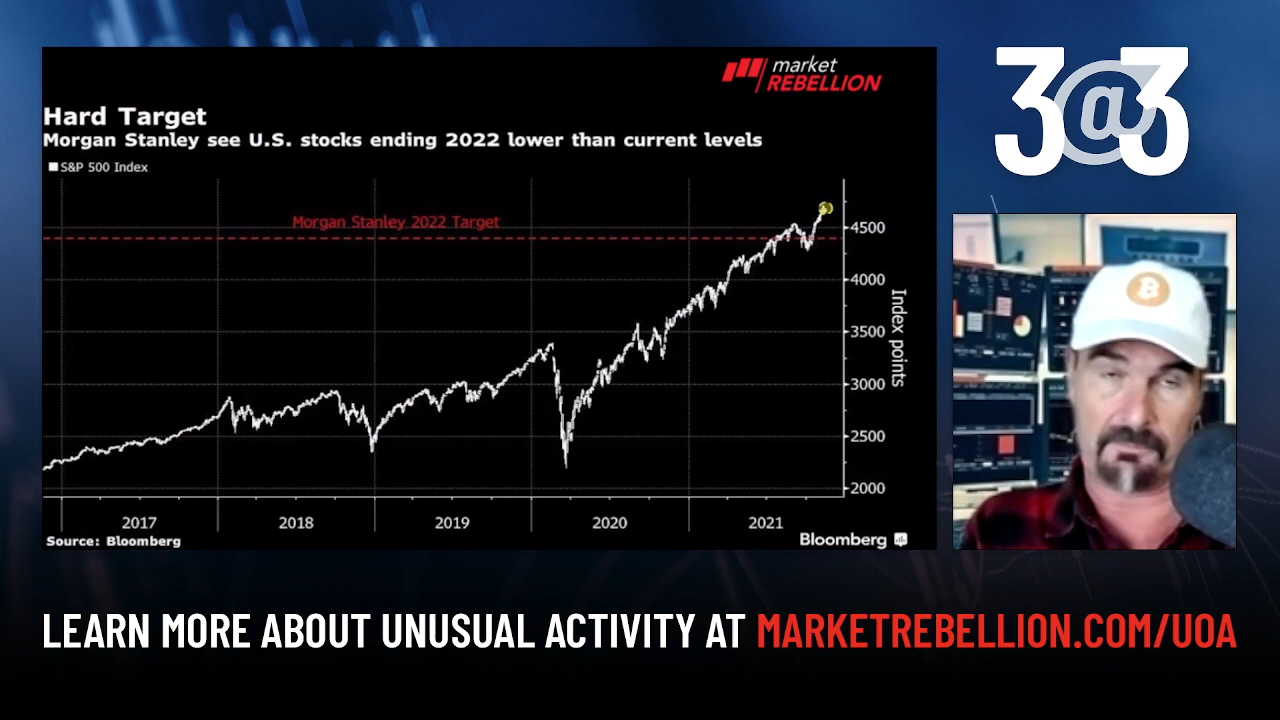 market
REBELLION
3@3
Hard Target
Morgan Stanley see U.S. stocks ending 2022 lower than current levels
S&P 500 Index
Morgan Stanley 2022 Target
4500
4000
3500
3000
2500
2000
Index points
2017 2018 2019 2020 2021
Source: Bloomberg
Bloomberg
LEARN MORE ABOUT UNUSUAL ACTIVITY AT MARKETREBELLION.COM/UOA